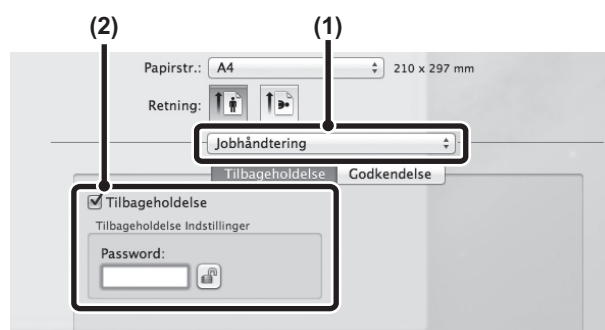 (2) (1)
Papirstr.: A4 210 x 297 mm
Retning:
Jobhåndtering
Tilbageholdelse Godkendelse
Tilbageholdelse
Tilbageholdelse Indstillinger
Password: